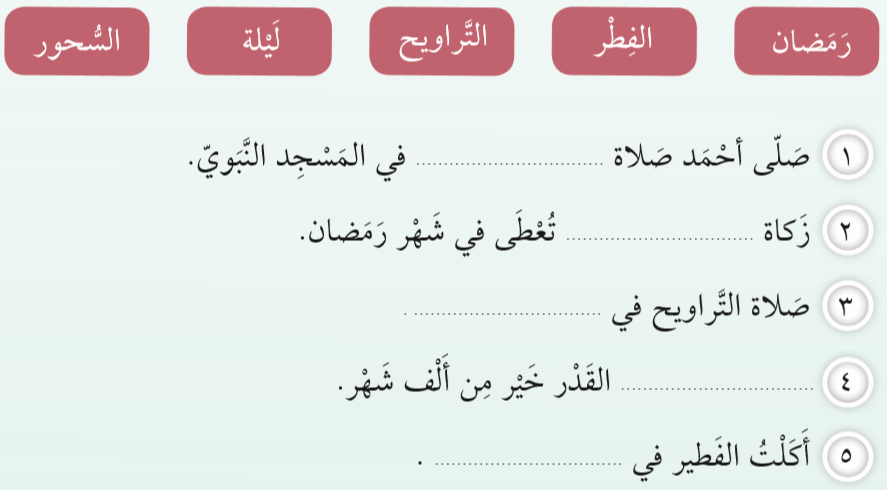 رَمَضان الفِطْر التَّراويح لَيْلة السُّحور
١ صَلّى أحْمَد صَلاة .................................. في المَسْجِد النَّبَويّ.
٢ زَكاة .................................. تُعْطَى في شَهْر رَمَضان.
٣ صَلاة التَّراويح في .................................. .
٤ .................................. القَدْر خَيْر مِن أَلْف شَهْر.
٥ أَكَلْتُ الفَطير في .................................. .